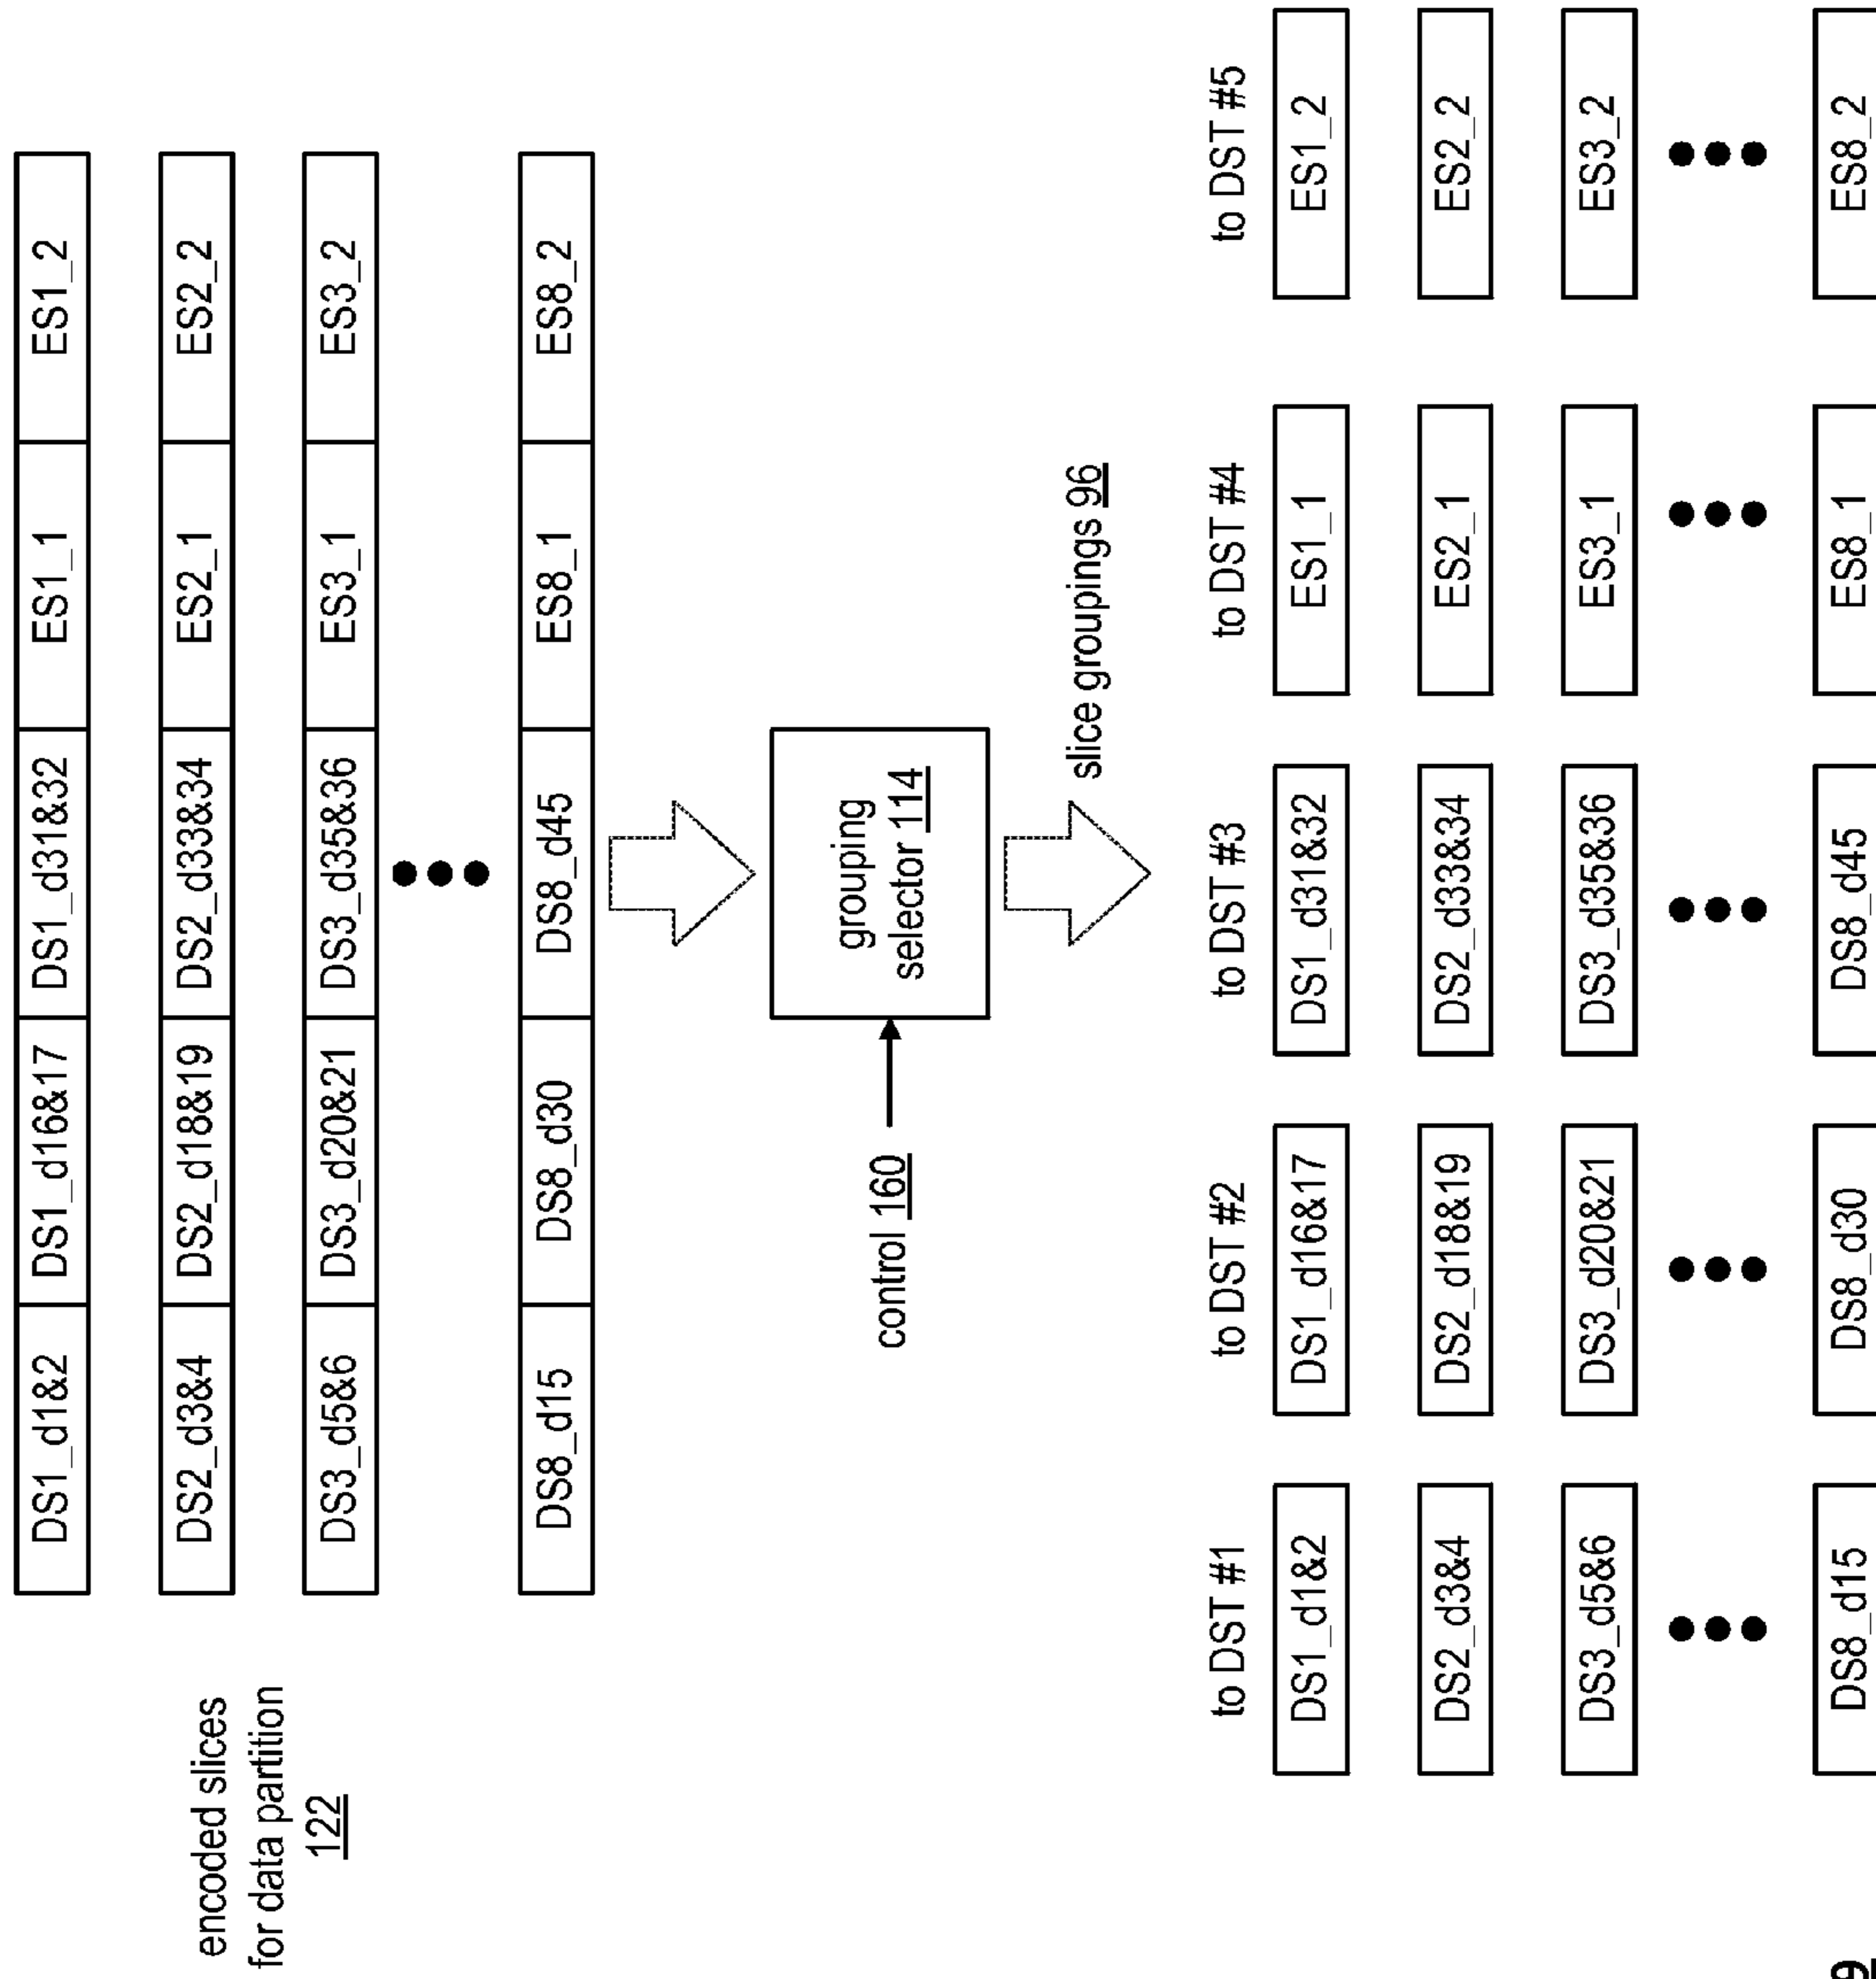 encoded slices
for data partition
122
DS1_d1&2 DS1_d16&17 DS1_d31&32 ES1_1 ES1_2
DS2_d3&4 DS2_d18&19 DS2_d33&34 ES2_1 ES2_2
DS3_d5&6 DS3_d20&21 DS3_d35&36 ES3_1 ES3_2
DS8_d15 DS8_d30 DS8_d45 ES8_1 ES8_2
control 160
grouping
selector 114
slice groupings 96
to DST #1 to DST #2 to DST #3 to DST #4 to DST #5
DS1_d1&2 DS1_d16&17 DS1_d31&32 ES1_1 ES1_2
DS2_d3&4 DS2_d18&19 DS2_d33&34 ES2_1 ES2_2
DS3_d5&6 DS3_d20&21 DS3_d35&36 ES3_1 ES3_2
DS8_d15 DS8_d30 DS8_d45 ES8_1 ES8_2